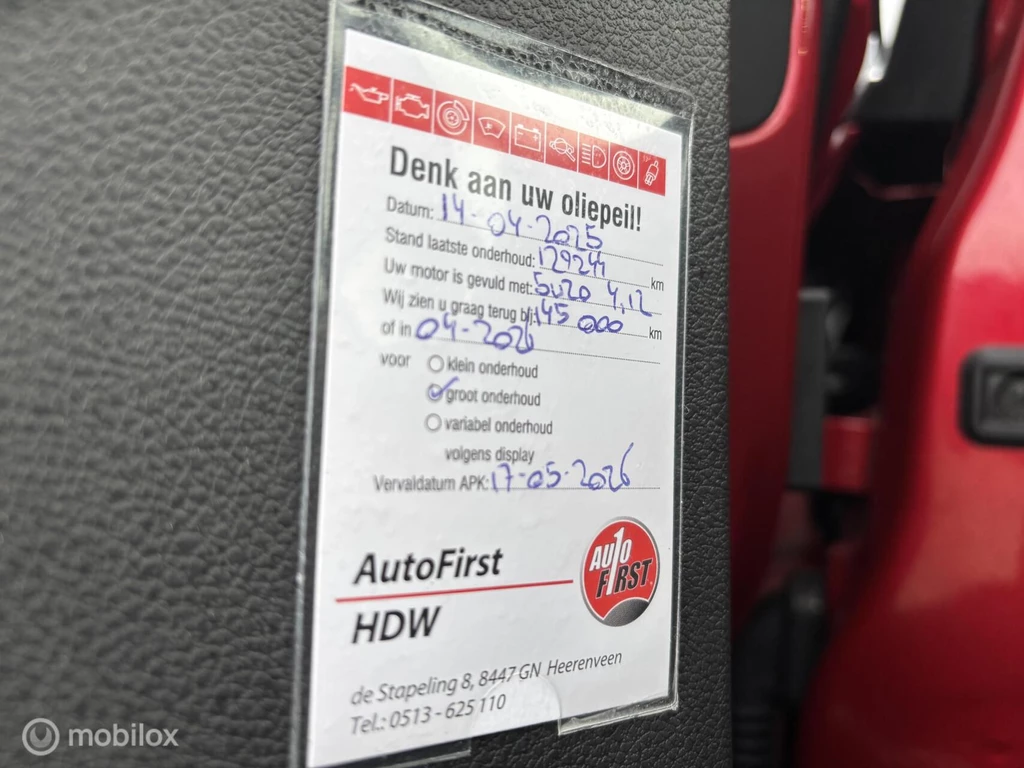 Denk aan uw oliepeil!
Datum: 14-04-2025
Stand laatste onderhoud: 129241 km
Uw motor is gevuld met: 5W20 4,1L
Wij zien u graag terug bij: 145 000 km
of in 04-2026
voor klein onderhoud
groot onderhoud
variabel onderhoud
volgens display
Vervaldatum APK: 17-05-2026
AutoFirst
HDW
AUTO
FIRST
de Stapeling 8, 8447 GN Heerenveen
Tel.: 0513 - 625 110
mobilox